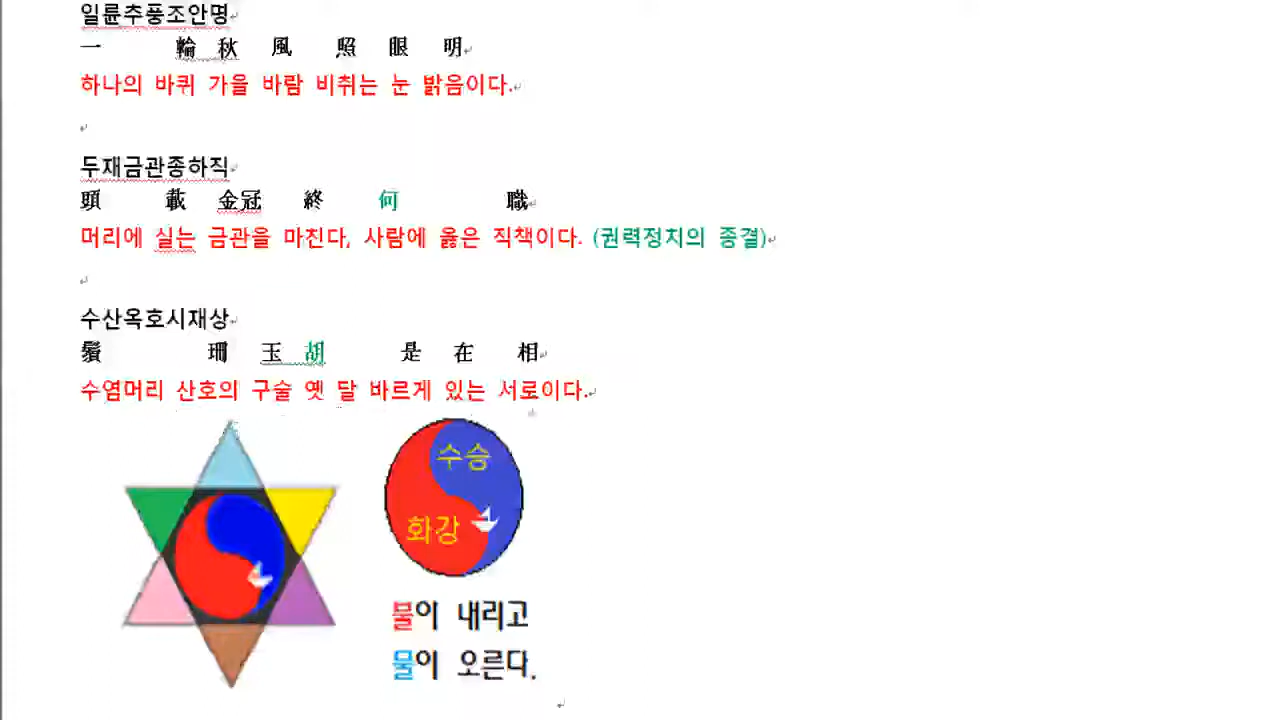 일륜추풍조안명
一 輪 秋 風 照 眼 明
하나의 바퀴 가을 바람 비취는 눈 밝음이다.
두재금관종하직
頭 載 金冠 終 何 職
머리에 실는 금관을 마친다, 사람에 옳은 직책이다. (권력정치의 종결)
수산옥호시재상
鬚 珊 玉 胡 是 在 相
수염머리 산호의 구술 옛 달 바르게 있는 서로이다.
수승
화강
물이 내리고
물이 오른다.